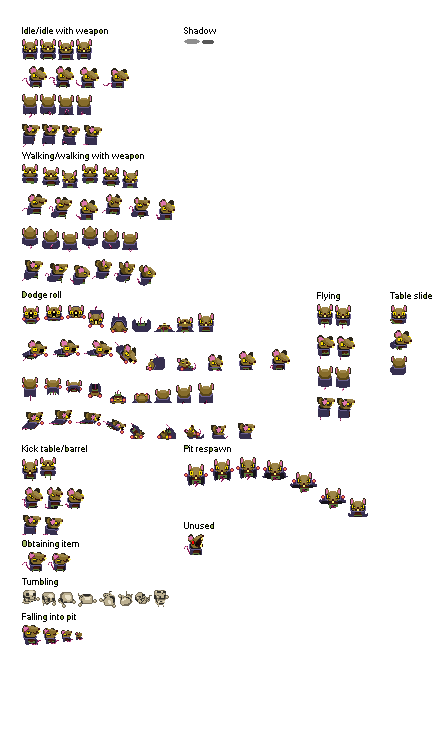 Idle/idle with weapon
Shadow
Walking/walking with weapon
Dodge roll
Flying
Table slide
Kick table/barrel
Pit respawn
Unused
Obtaining item
Tumbling
Falling into pit